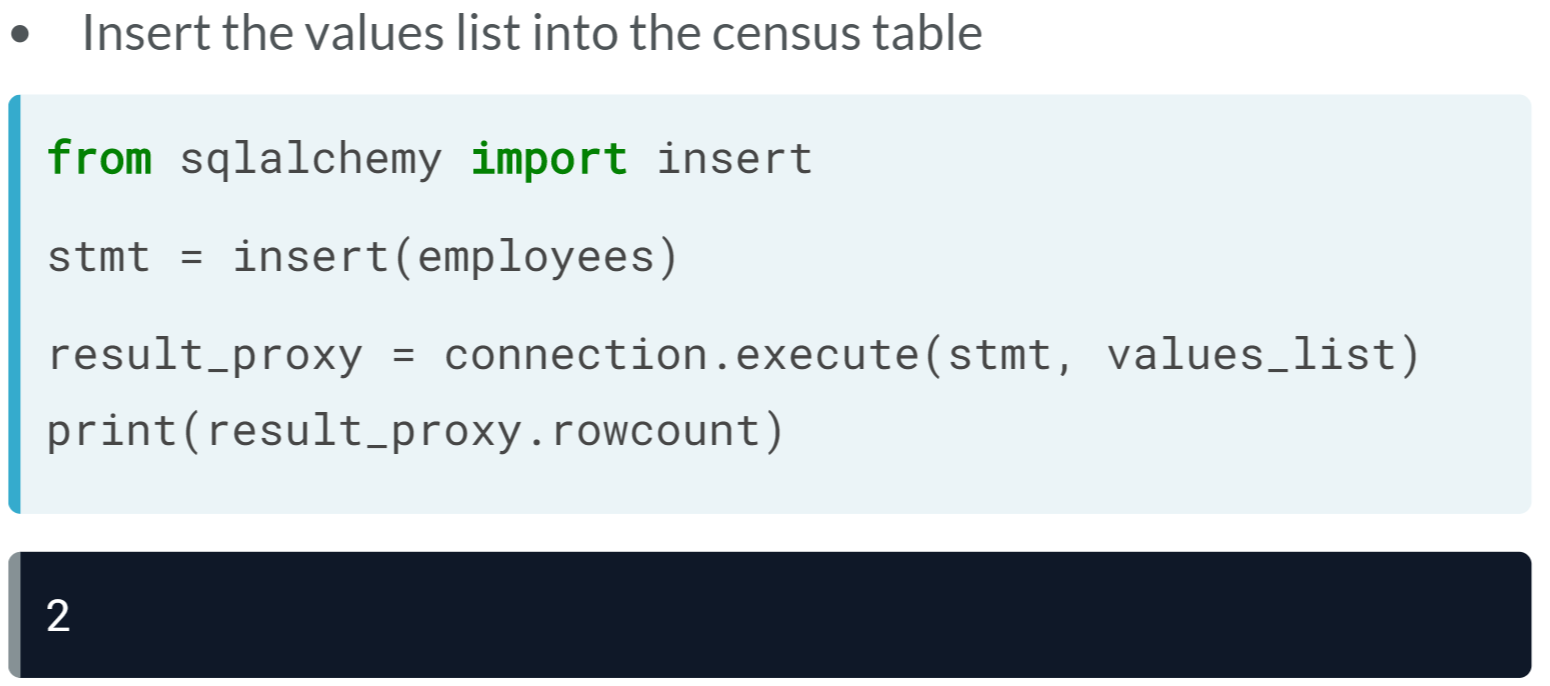 • Insert the values list into the census table
from sqlalchemy import insert
stmt = insert(employees)
result_proxy = connection.execute(stmt, values_list)
print(result_proxy.rowcount)
2